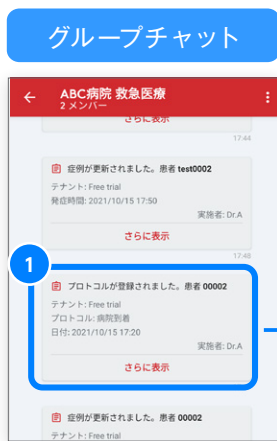 グループチャット
ABC病院 救急医療
2 メンバー
さらに表示
17:44
症例が更新されました。患者 test0002
テナント: Free trial
発症時間: 2021/10/15 17:50
実施者: Dr.A
さらに表示
17:48
1
プロトコルが登録されました。患者 00002
テナント: Free trial
プロトコル: 病院到着
日付: 2021/10/15 17:20
実施者: Dr.A
さらに表示
症例が更新されました。患者 00002
テナント: Free trial